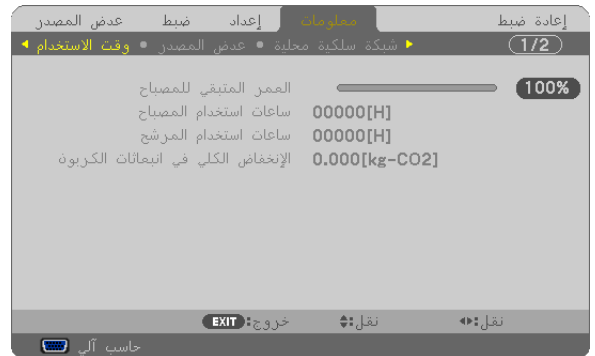 عدض المصدر ضبط إعداد معلومات إعادة ضبط
وقت الاستخدام • عدض المصدر • شبكة سلكية محلية 1/2
العمر المتبقي للمصباح 100%
ساعات استخدام المصباح 00000[H]
ساعات استخدام المرشح 00000[H]
الإنخفاض الكلي في انبعاثات الكربون 0.000[kg-CO2]
خروج:EXIT نقل: نقل:
حاسب آلي